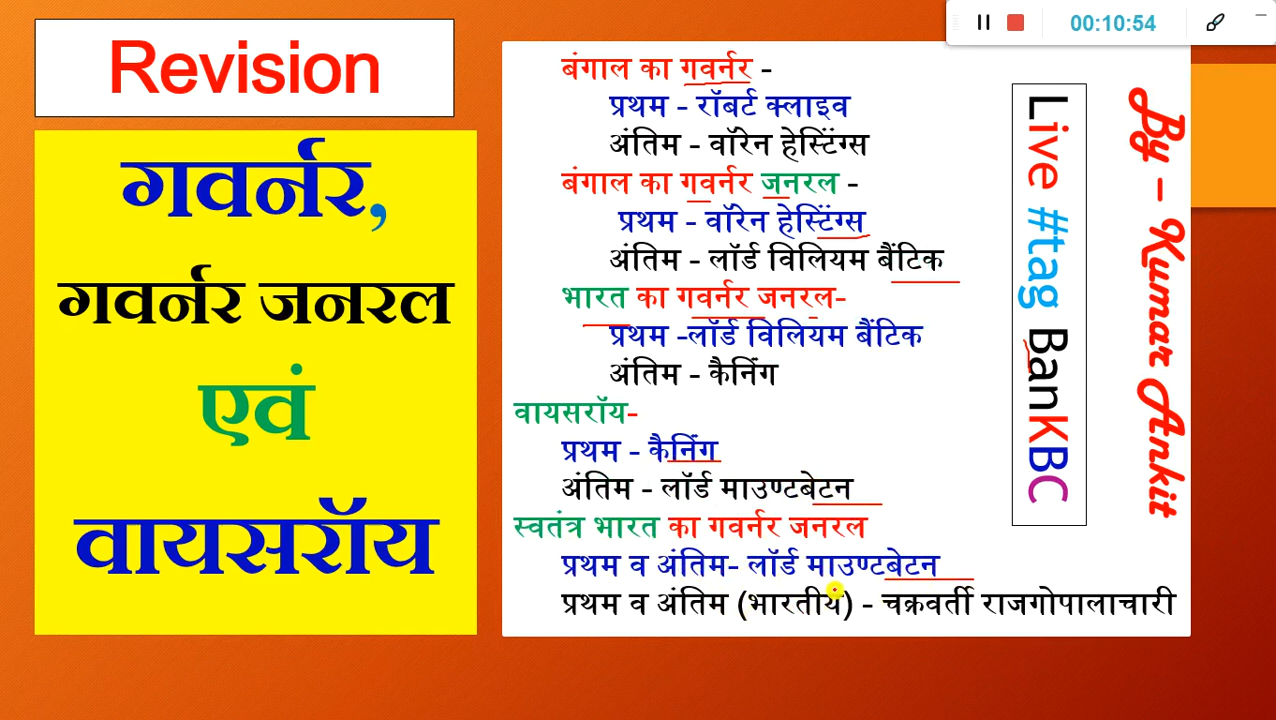 00:10:54
Revision
गवर्नर,
गवर्नर जनरल
एवं
वायसरॉय
बंगाल का गवर्नर -
प्रथम - रॉबर्ट क्लाइव
अंतिम - वॉरेन हेस्टिंग्स
बंगाल का गवर्नर जनरल -
प्रथम - वॉरेन हेस्टिंग्स
अंतिम - लॉर्ड विलियम बैंटिक
भारत का गवर्नर जनरल-
प्रथम -लॉर्ड विलियम बैंटिक
अंतिम - कैनिंग
वायसरॉय-
प्रथम - कैनिंग
अंतिम - लॉर्ड माउण्टबेटन
स्वतंत्र भारत का गवर्नर जनरल
प्रथम व अंतिम- लॉर्ड माउण्टबेटन
प्रथम व अंतिम (भारतीय) - चक्रवर्ती राजगोपालाचारी
Live #tag BanKBC
By - Kumar Ankit